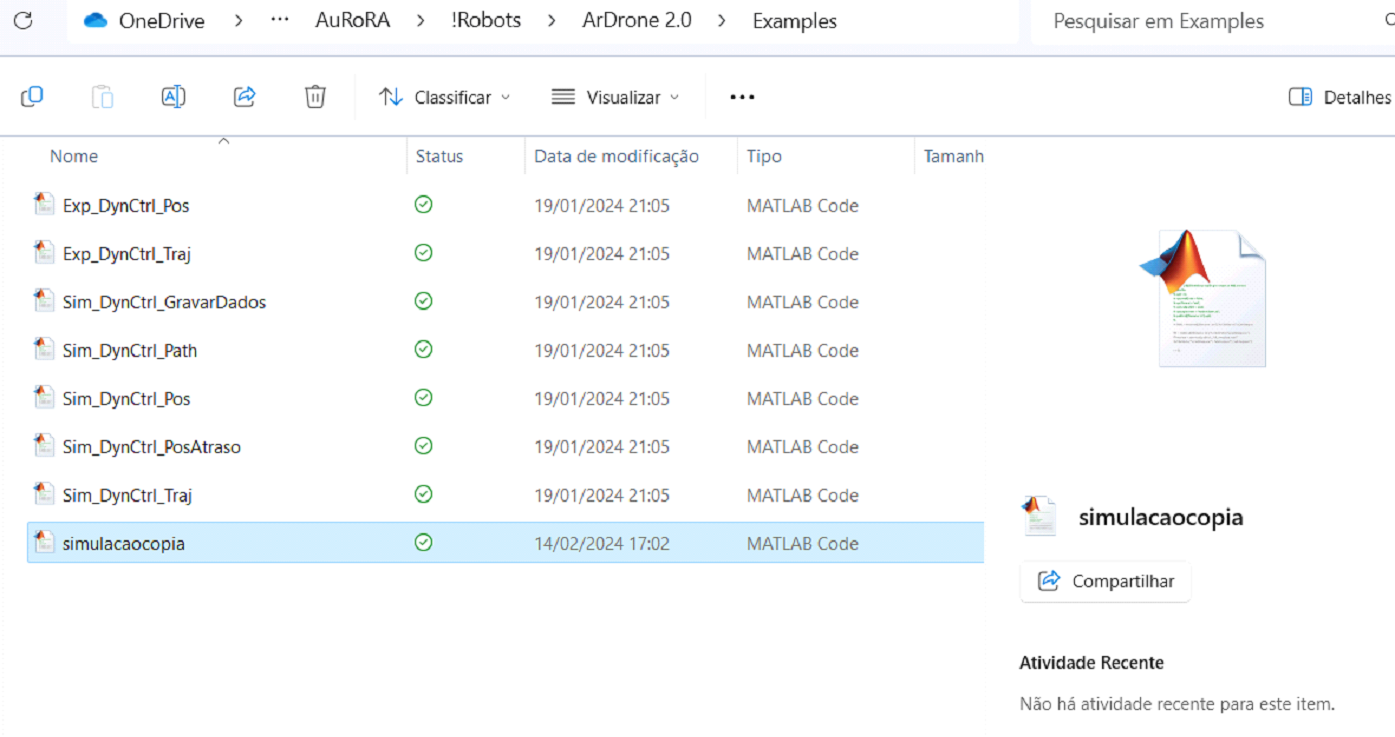 OneDrive > ... AuRoRA > !Robots > ArDrone 2.0 > Examples Pesquisar em Examples
Classificar Visualizar ... Detalhes
Nome Status Data de modificação Tipo Tamanh
Exp_DynCtrl_Pos 19/01/2024 21:05 MATLAB Code
Exp_DynCtrl_Traj 19/01/2024 21:05 MATLAB Code
Sim_DynCtrl_GravarDados 19/01/2024 21:05 MATLAB Code
Sim_DynCtrl_Path 19/01/2024 21:05 MATLAB Code
Sim_DynCtrl_Pos 19/01/2024 21:05 MATLAB Code
Sim_DynCtrl_PosAtraso 19/01/2024 21:05 MATLAB Code
Sim_DynCtrl_Traj 19/01/2024 21:05 MATLAB Code
simulacaocopia 14/02/2024 17:02 MATLAB Code
simulacaocopia
Compartilhar
Atividade Recente
Não há atividade recente para este item.